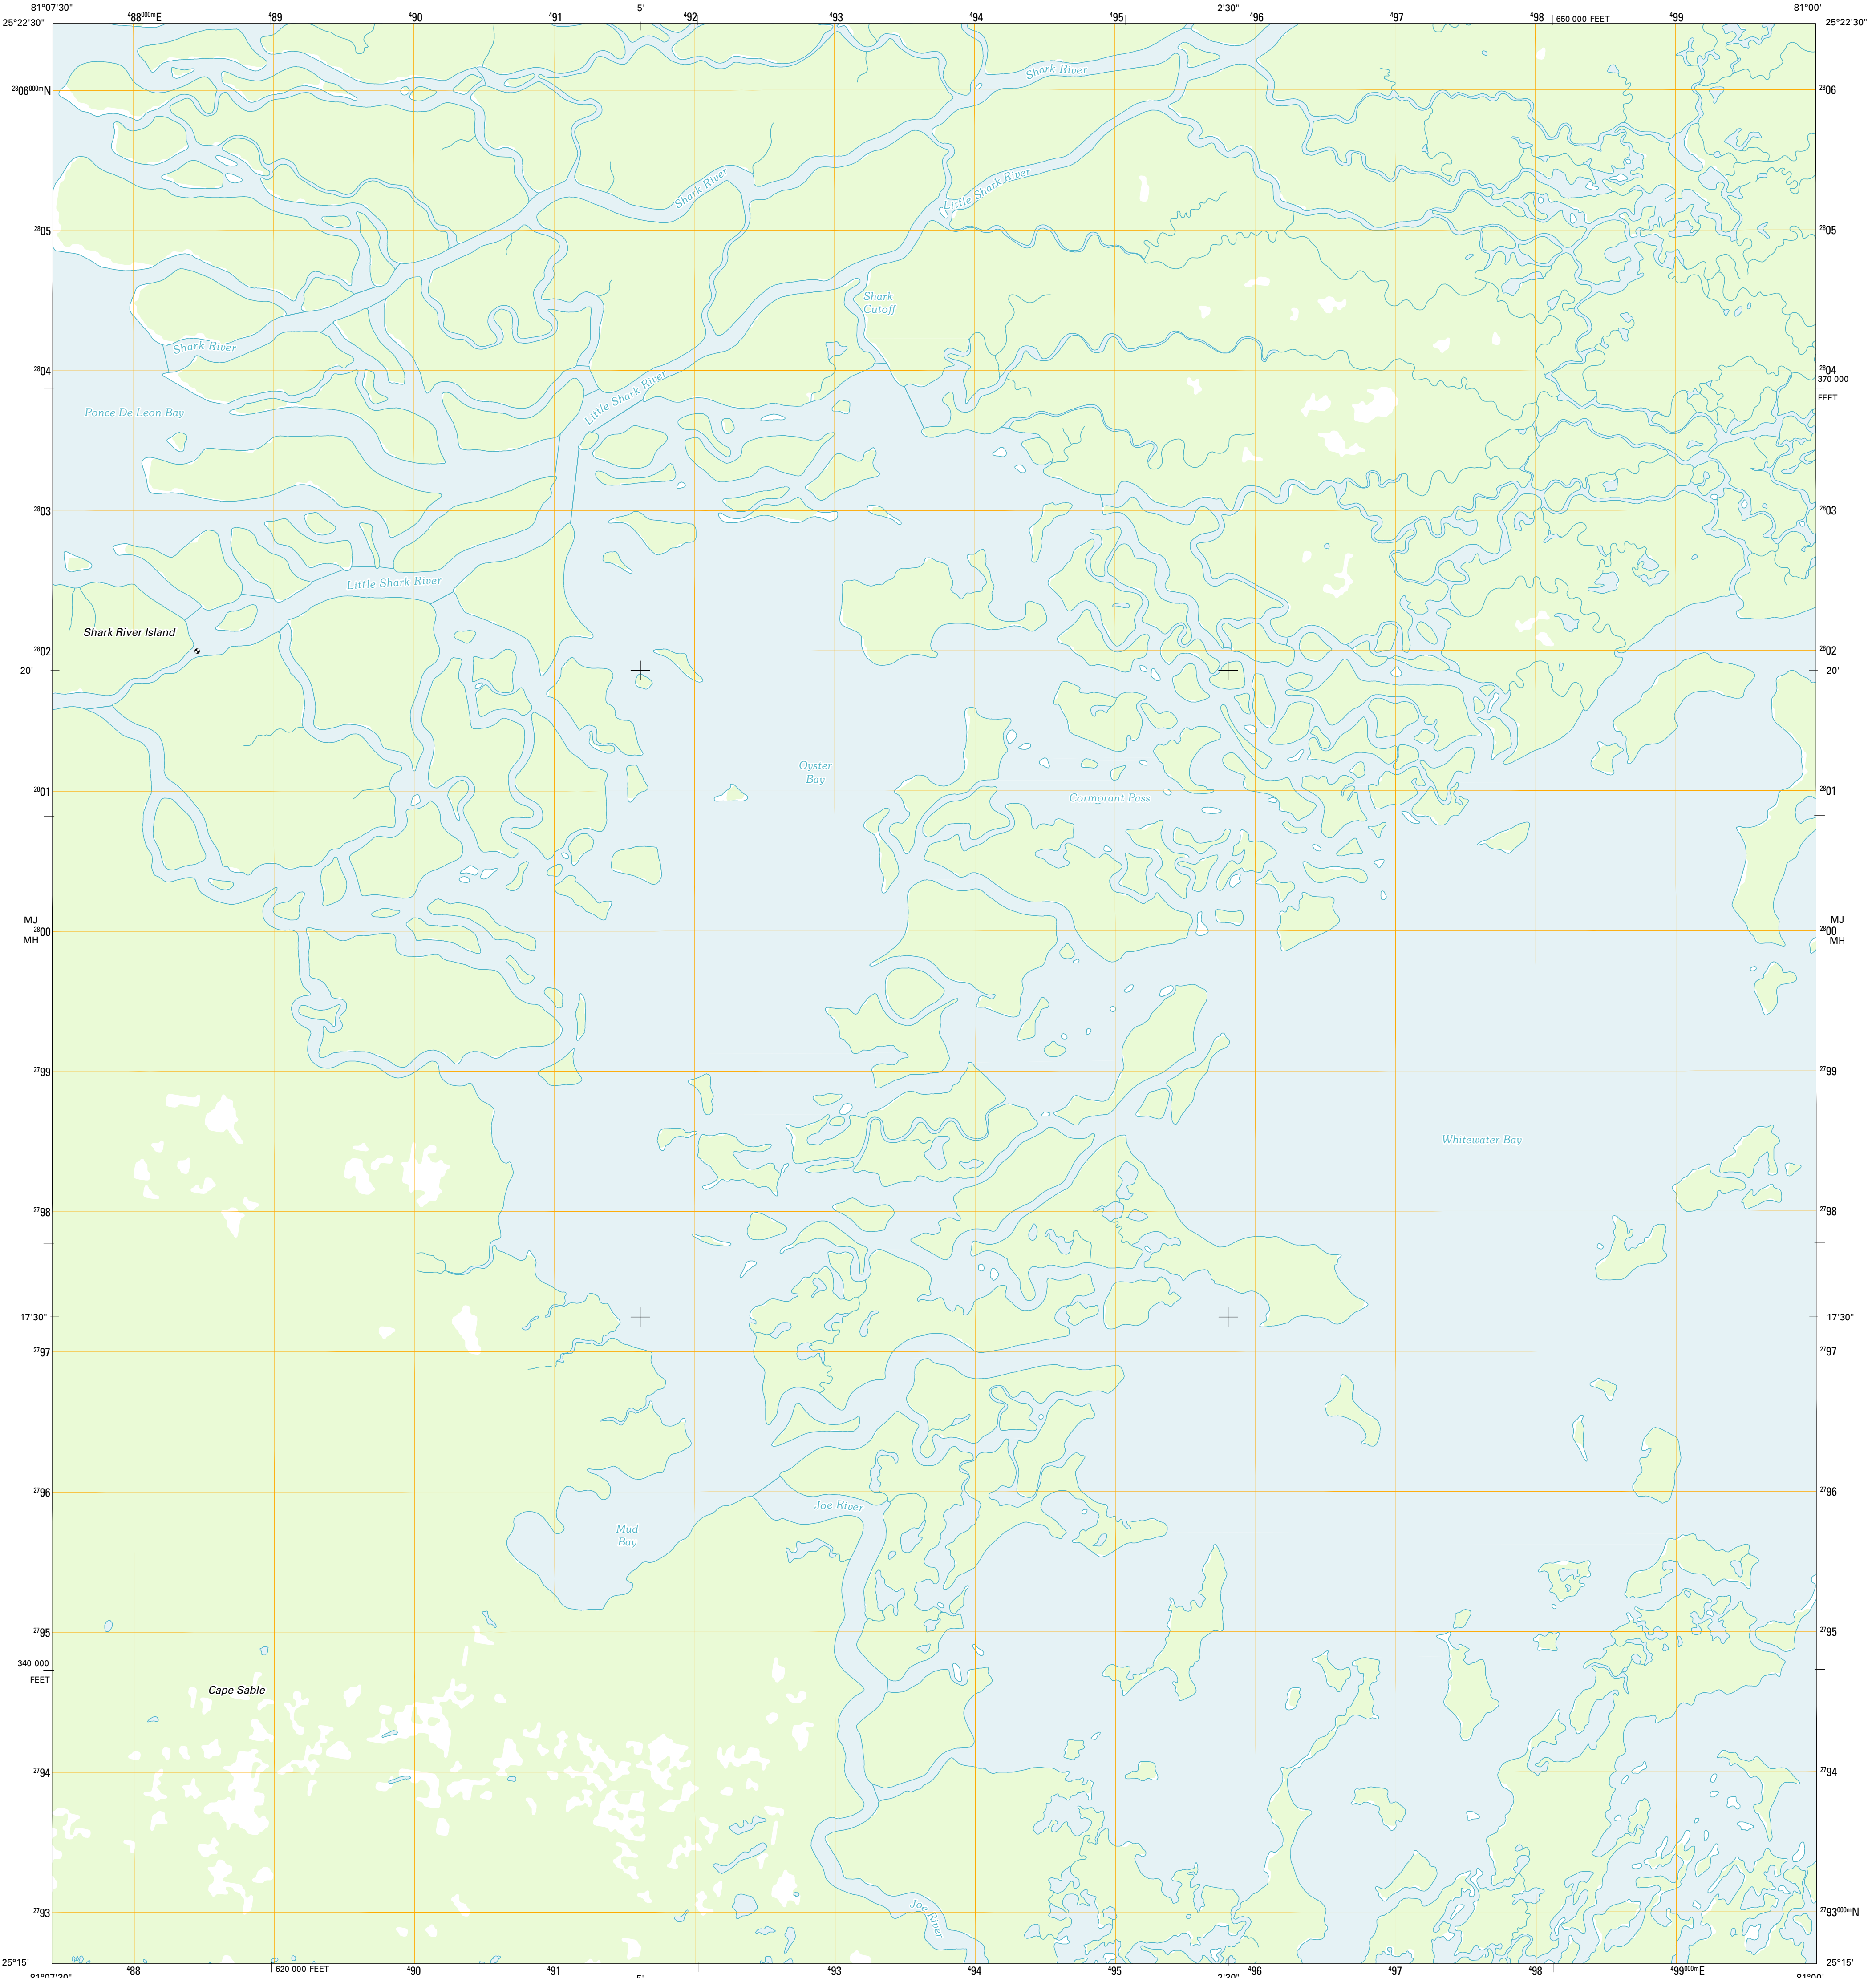 81°07'30" ⁴88⁰⁰⁰ᵐE ⁴89 ⁴90 ⁴91 5' ⁴92 ⁴93 ⁴94 ⁴95 2'30" ⁴96 ⁴97 ⁴98 650 000 FEET ⁴99 81°00'
25°22'30" 25°22'30"
Shark River
²⁸06⁰⁰⁰ᵐN ²⁸06
Shark River
Little Shark River
²⁸05 ²⁸05
Shark
Cutoff
Shark River
²⁸04 ²⁸04
370 000
FEET
Little Shark River
Ponce De Leon Bay
²⁸03 ²⁸03
Little Shark River
Shark River Island
²⁸02 ²⁸02
20' 20'
Oyster
Bay
²⁸01 ²⁸01
Cormorant Pass
MJ MJ
²⁸00 ²⁸00
MH MH
²⁷99 ²⁷99
Whitewater Bay
²⁷98 ²⁷98
17'30" 17'30"
²⁷97 ²⁷97
²⁷96 ²⁷96
Joe River
Mud
Bay
²⁷95 ²⁷95
340 000
FEET
Cape Sable
²⁷94 ²⁷94
Joe River
²⁷93 ²⁷93⁰⁰⁰ᵐN
25°15' 25°15'
⁴88 620 000 FEET ⁴90 ⁴91 ⁴93 ⁴94 ⁴95 ⁴96 ⁴97 ⁴98 ⁴99⁰⁰⁰ᵐE
81°07'30" 5' 2'30" 81°00'